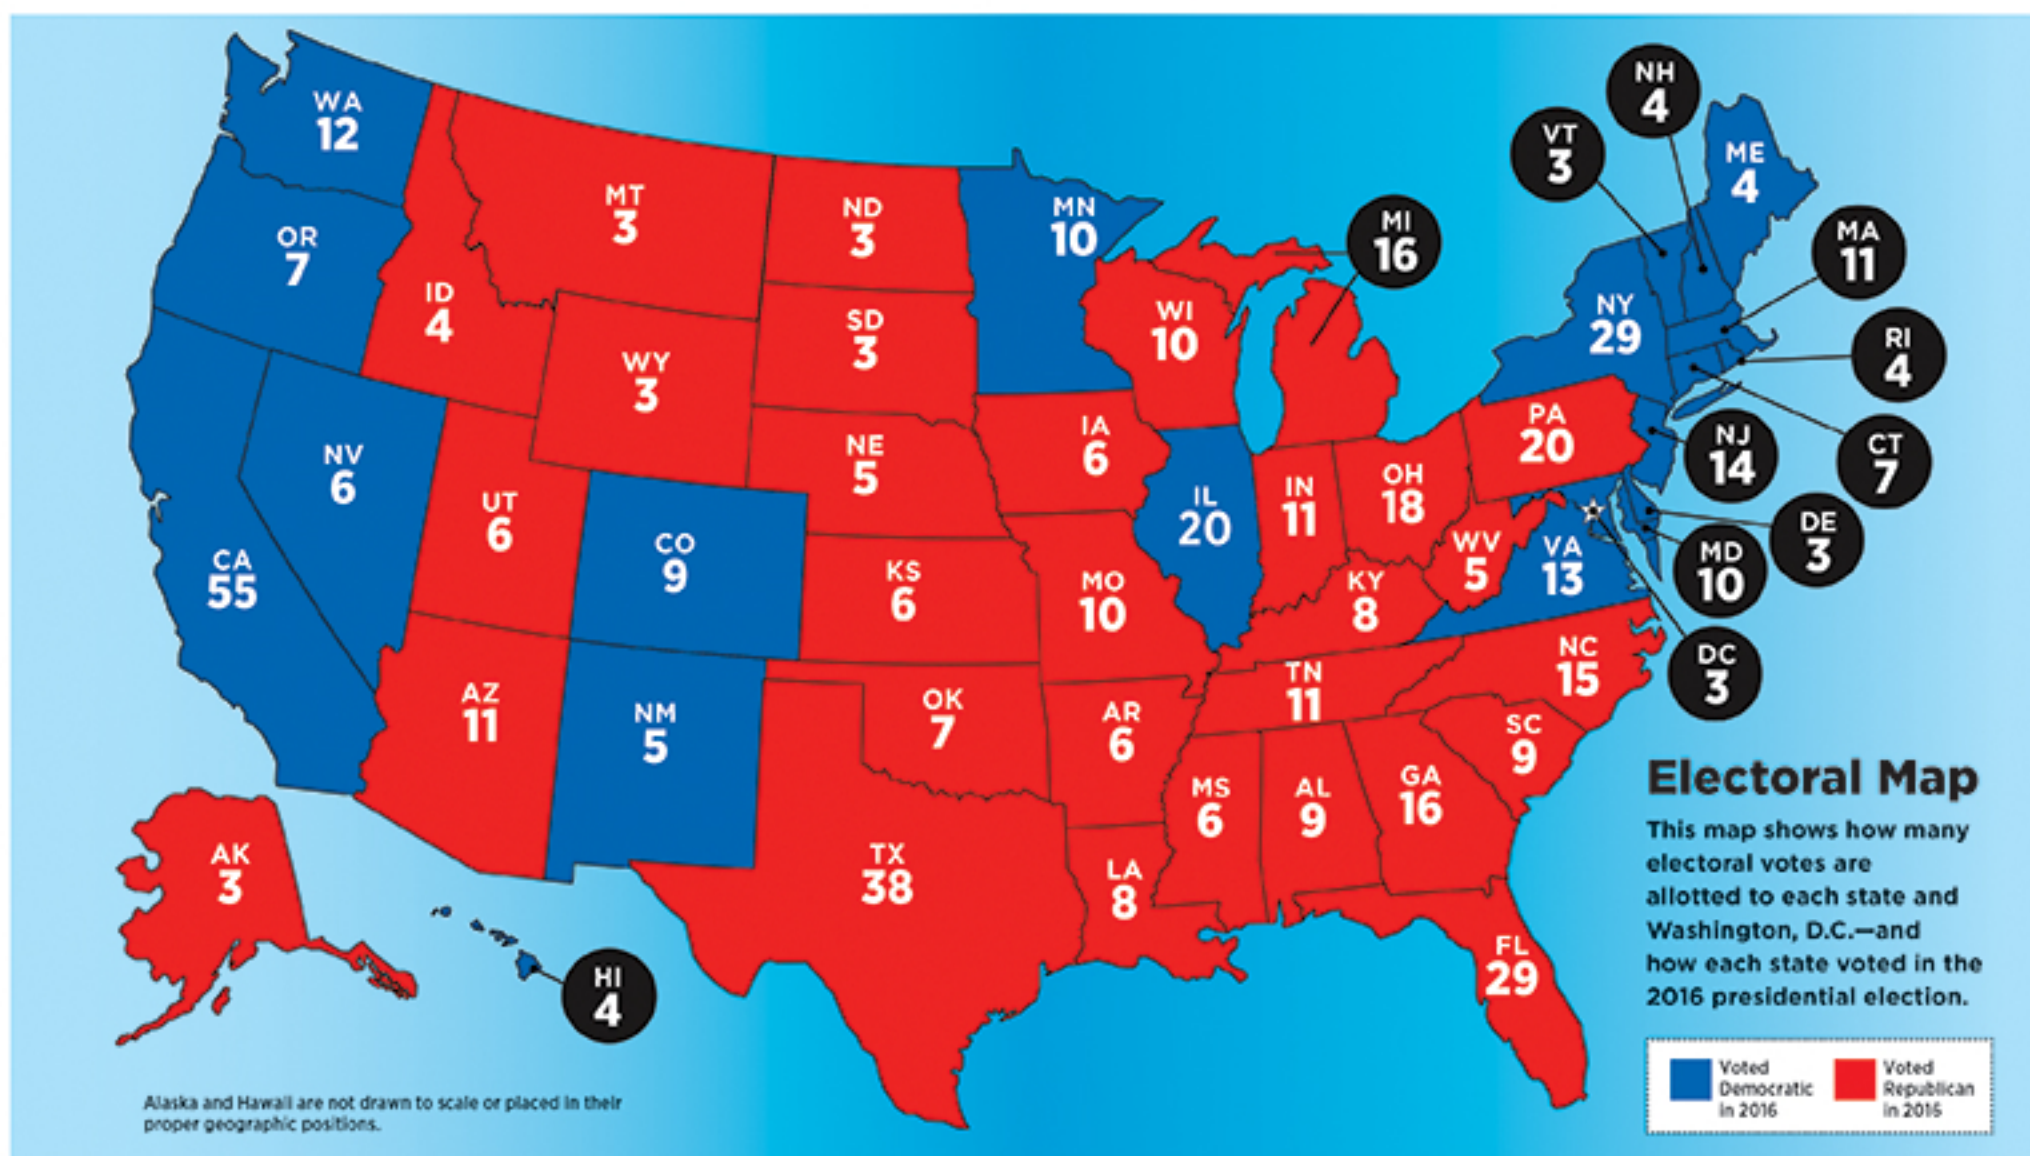 WA
12
OR
7
CA
55
NV
6
ID
4
MT
3
WY
3
UT
6
CO
9
AZ
11
NM
5
ND
3
SD
3
NE
5
KS
6
OK
7
TX
38
MN
10
IA
6
MO
10
AR
6
LA
8
WI
10
IL
20
MI
16
IN
11
OH
18
KY
8
TN
11
MS
6
AL
9
GA
16
FL
29
SC
9
NC
15
VA
13
WV
5
PA
20
NY
29
VT
3
NH
4
ME
4
MA
11
RI
4
CT
7
NJ
14
DE
3
MD
10
DC
3
AK
3
HI
4
Alaska and Hawaii are not drawn to scale or placed in their
proper geographic positions.
Electoral Map
This map shows how many
electoral votes are
allotted to each state and
Washington, D.C.—and
how each state voted in the
2016 presidential election.
Voted
Democratic
in 2016
Voted
Republican
in 2016